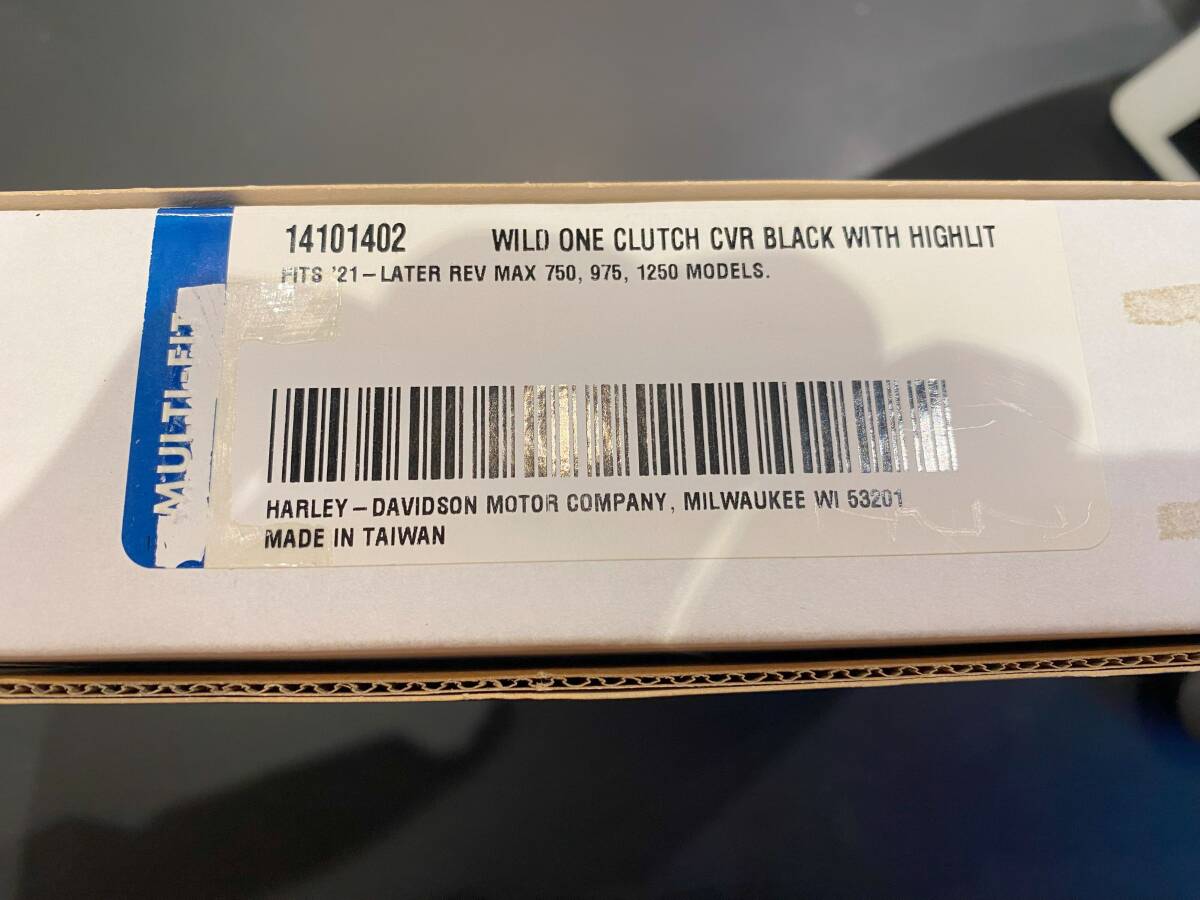 14101402 WILD ONE CLUTCH CVR BLACK WITH HIGHLIT
FITS '21-LATER REV MAX 750, 975, 1250 MODELS.
MULTI-FIT
HARLEY-DAVIDSON MOTOR COMPANY, MILWAUKEE WI 53201
MADE IN TAIWAN